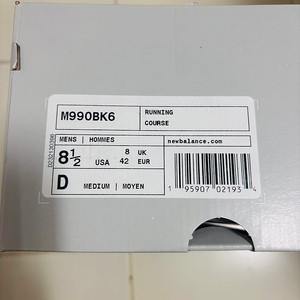 M990BK6
RUNNING
COURSE
MENS | HOMMES
newbalance.com
8 1/2 USA
8 UK
42 EUR
D MEDIUM | MOYEN
1 95907 02193 4